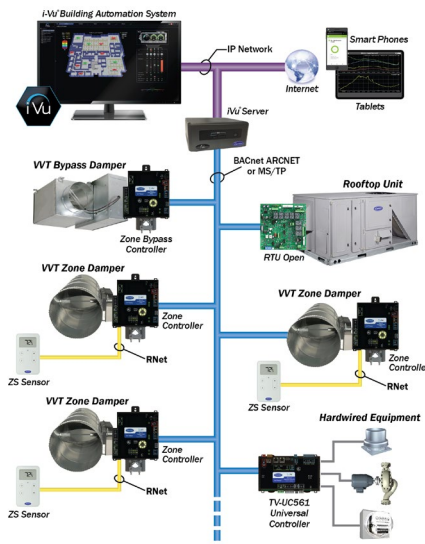 i-Vu® Building Automation System
IP Network
Smart Phones
Internet
Tablets
iVu
i-Vu® Server
BACnet ARCNET
or MS/TP
VVT Bypass Damper
Zone Bypass
Controller
Rooftop Unit
RTU Open
VVT Zone Damper
Zone
Controller
RNet
ZS Sensor
VVT Zone Damper
Zone
Controlle
RNet
ZS Sensor
VVT Zone Damper
Zone
Controller
RNet
ZS Sensor
Hardwired Equipment
TV-UC561
Universal
Controller